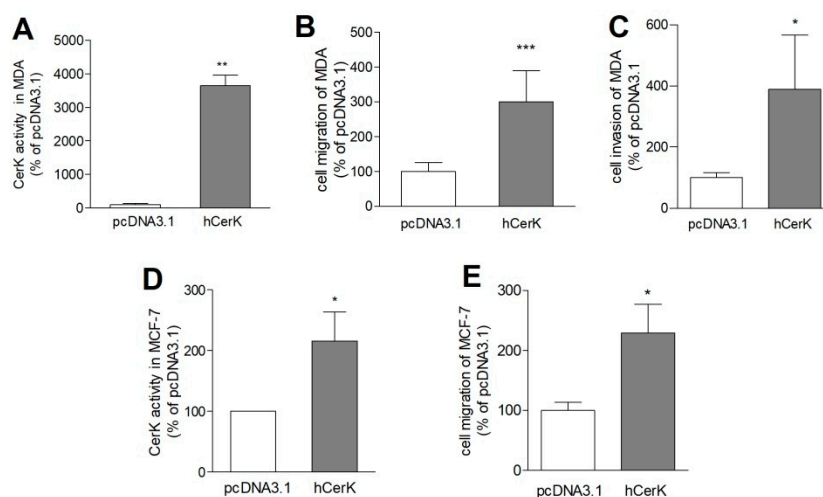 A
CerK activity in MDA
(% of pcDNA3.1)
5000
4000
3000
2000
1000
0
**
pcDNA3.1 hCerK
B
cell migration of MDA
(% of pcDNA3.1)
500
400
300
200
100
0
***
pcDNA3.1 hCerK
C
cell invasion of MDA
(% of pcDNA3.1
600
400
200
0
*
pcDNA3.1 hCerK
D
CerK activity in MCF-7
(% of pcDNA3.1)
300
200
100
0
*
pcDNA3.1 hCerK
E
cell migration of MCF-7
(% of pcDNA3.1)
300
200
100
0
*
pcDNA3.1 hCerK